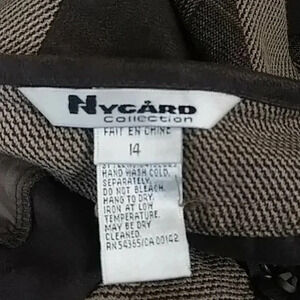 NYGÅRD
Collection
FAIT EN CHINE
14
HAND WASH COLD,
SEPARATELY.
DO NOT BLEACH.
HANG TO DRY.
IRON AT LOW
TEMPERATURE.
MAY BE DRY
CLEANED.
RN 54365/CA 00142